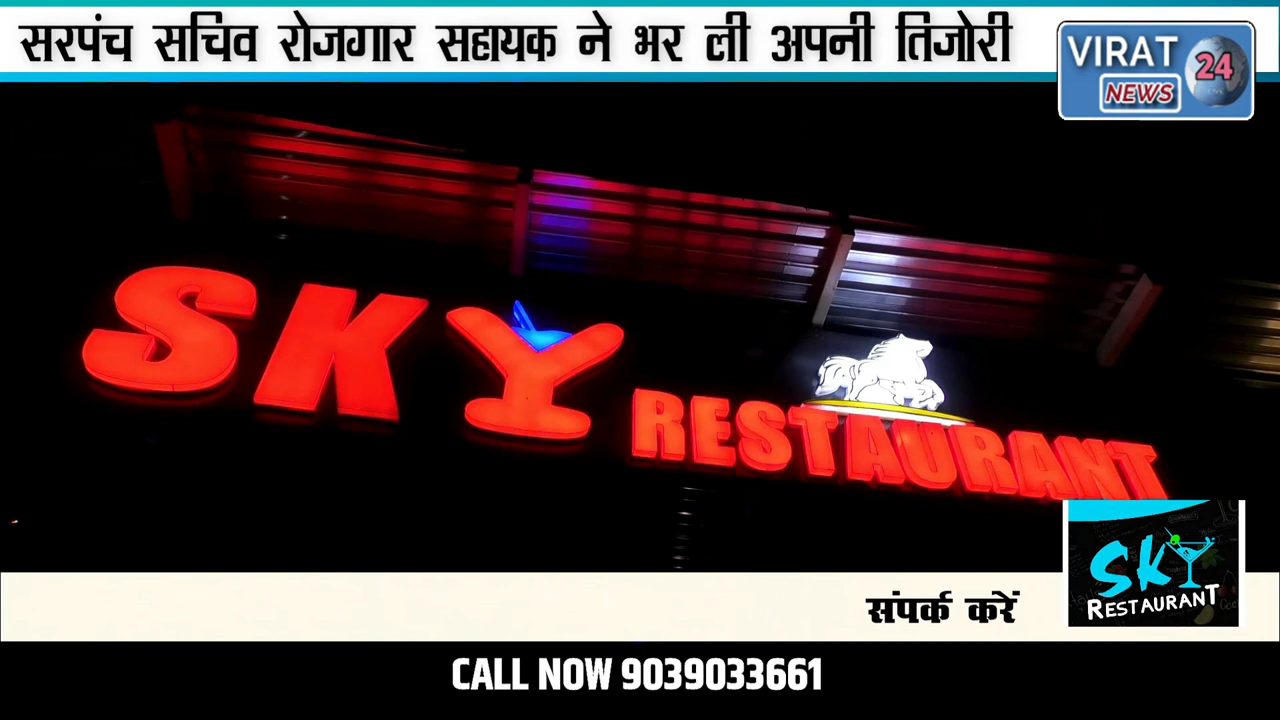 सरपंच सचिव रोजगार सहायक ने भर ली अपनी तिजोरी
VIRAT
24
NEWS
SKY
RESTAURANT
SKY
RESTAURANT
संपर्क करें
CALL NOW 9039033661